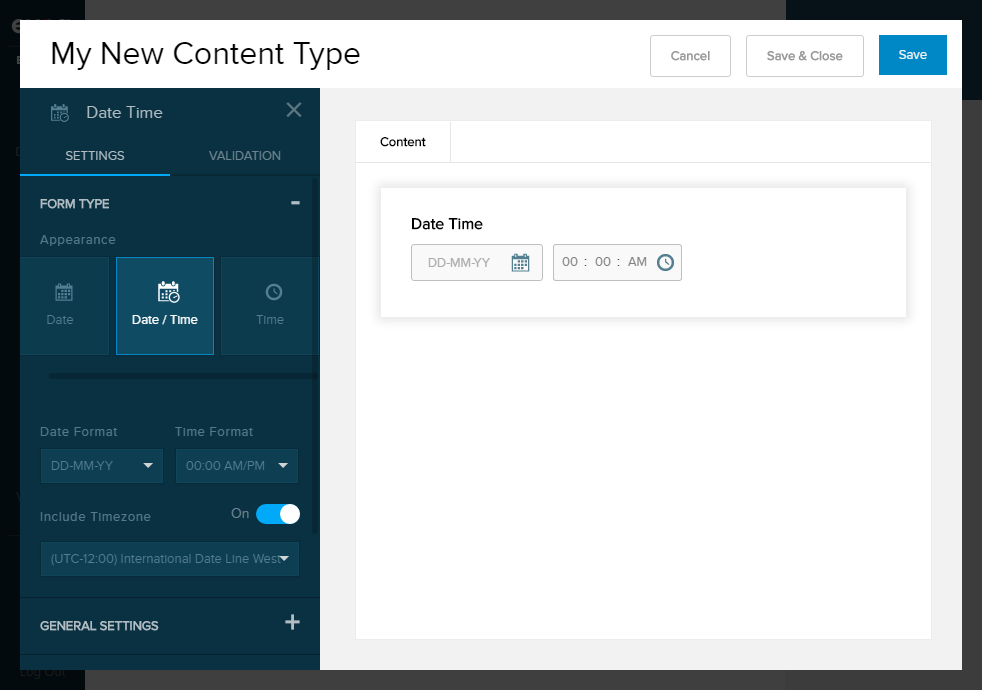 My New Content Type
Cancel
Save & Close
Save
Date Time
SETTINGS
VALIDATION
FORM TYPE
Appearance
Date
Date / Time
Time
Date Format
Time Format
DD-MM-YY
00:00 AM/PM
Include Timezone
On
(UTC-12:00) International Date Line West
GENERAL SETTINGS
Content
Date Time
DD-MM-YY
00 : 00 : AM
Log Out